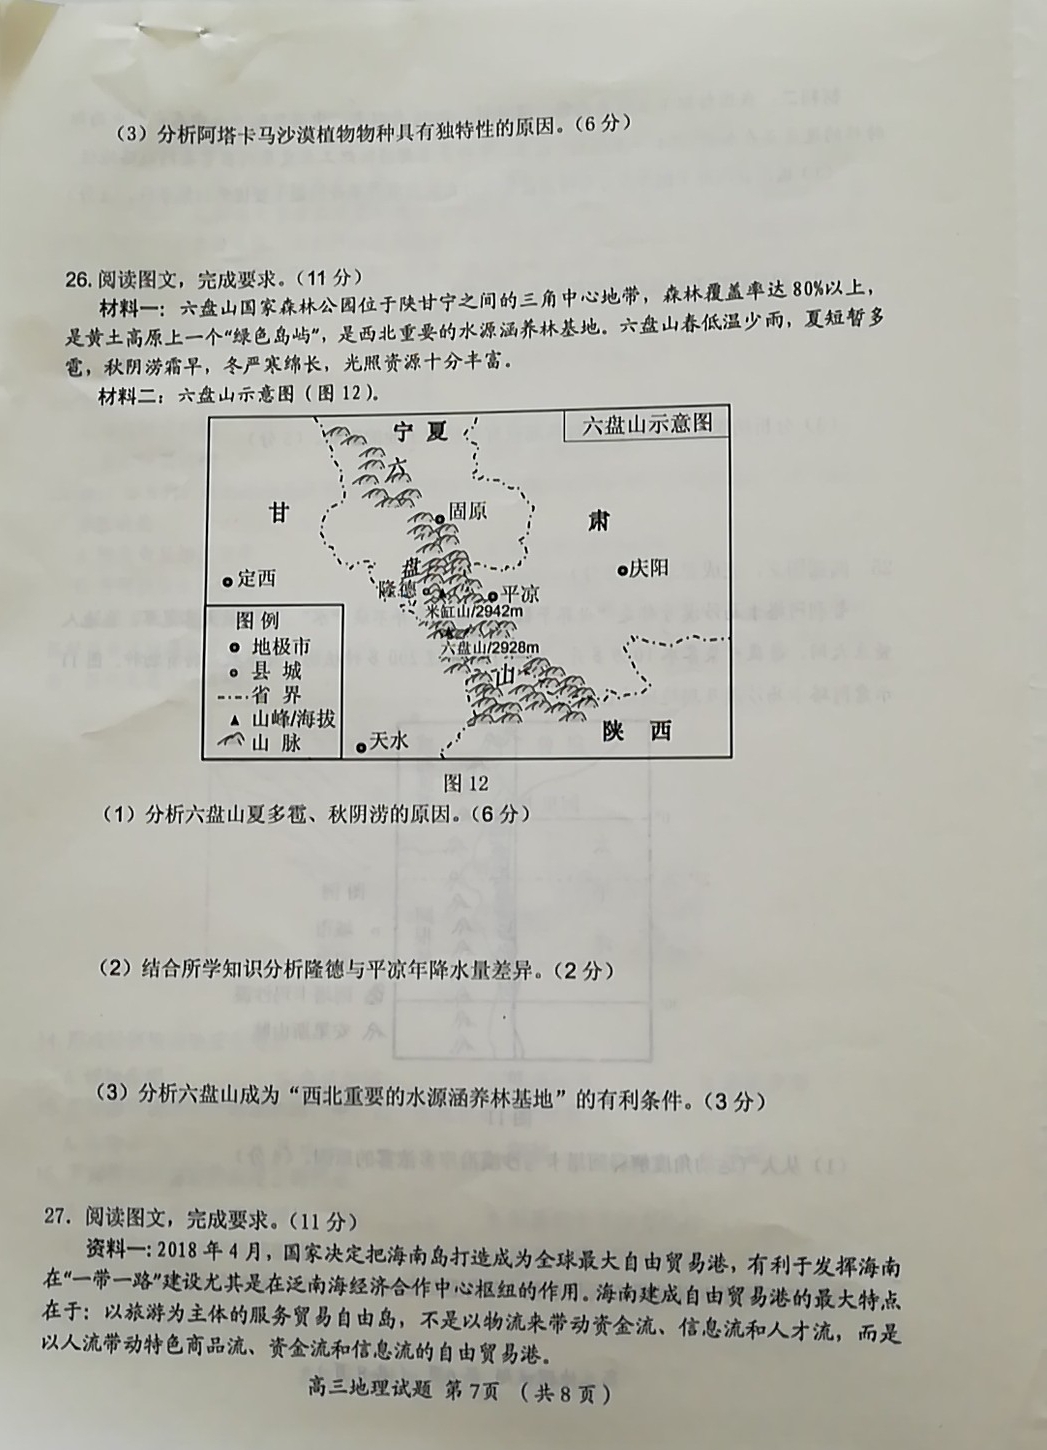 （3）分析阿塔卡马沙漠植物物种具有独特性的原因。（6分）
26. 阅读图文，完成要求。（11分）
材料一：六盘山国家森林公园位于陕甘宁之间的三角中心地带，森林覆盖率达80%以上，
是黄土高原上一个“绿色岛屿”，是西北重要的水源涵养林基地。六盘山春低温少雨，夏短暂多
雹，秋阴涝霜早，冬严寒绵长，光照资源十分丰富。
材料二：六盘山示意图（图12）。
六盘山示意图
宁夏
六
甘
固原
肃
盘
庆阳
定西
隆德
平凉
米缸山/2942m
图例
地极市
县城
省界
山峰/海拔
山脉
六盘山/2928m
山
陕西
天水
图12
（1）分析六盘山夏多雹、秋阴涝的原因。（6分）
（2）结合所学知识分析隆德与平凉年降水量差异。（2分）
（3）分析六盘山成为“西北重要的水源涵养林基地”的有利条件。（3分）
27. 阅读图文，完成要求。（11分）
资料一：2018年4月，国家决定把海南岛打造成为全球最大自由贸易港，有利于发挥海南
在“一带一路”建设尤其是在泛南海经济合作中心枢纽的作用。海南建成自由贸易港的最大特点
在于：以旅游为主体的服务贸易自由岛，不是以物流来带动资金流、信息流和人才流，而是
以人流带动特色商品流、资金流和信息流的自由贸易港。
高三地理试题 第7页 （共8页）